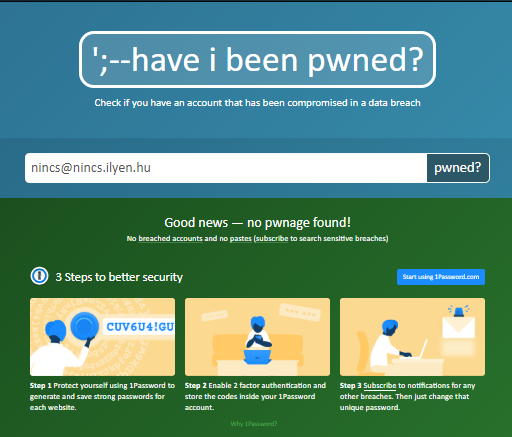 ';--have i been pwned?
Check if you have an account that has been compromised in a data breach
nincs@nincs.ilyen.hu
pwned?
Good news — no pwnage found!
No breached accounts and no pastes (subscribe to search sensitive breaches)
3 Steps to better security
Start using 1Password.com
CUV6U4!GU
Step 1 Protect yourself using 1Password to
generate and save strong passwords for
each website.
Step 2 Enable 2 factor authentication and
store the codes inside your 1Password
account.
Step 3 Subscribe to notifications for any
other breaches. Then just change that
unique password.
Why 1Password?